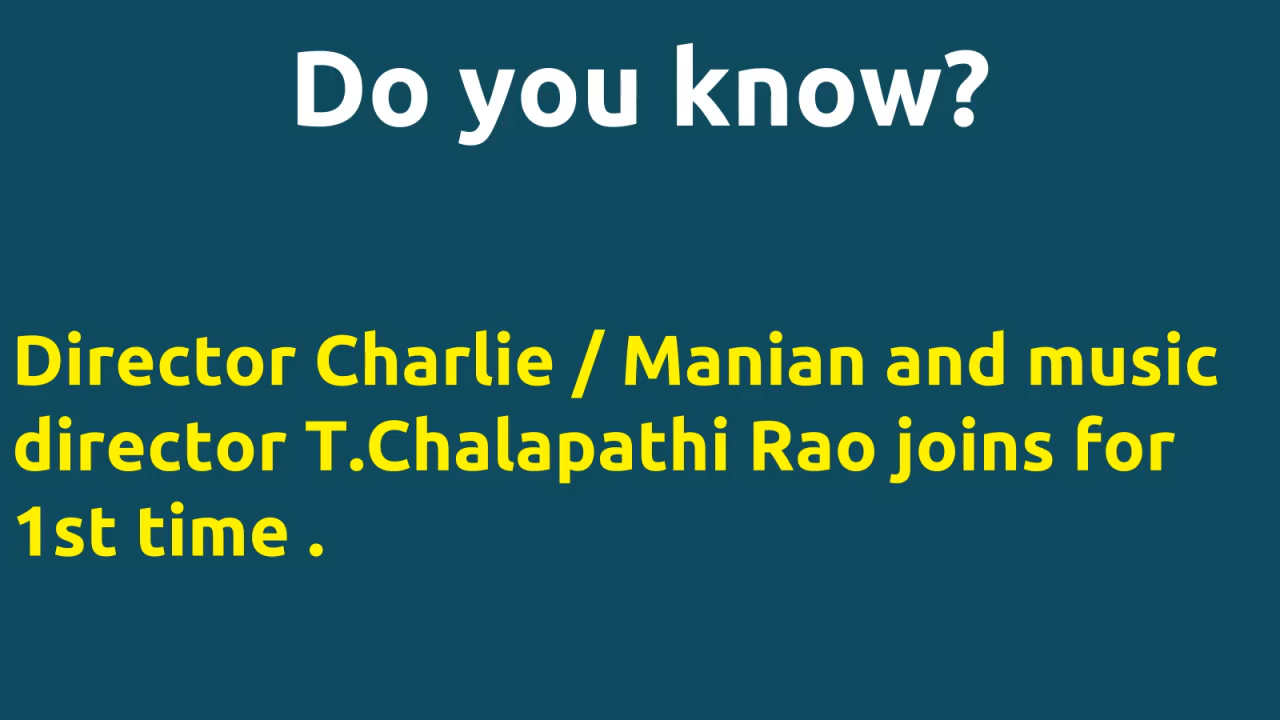 Do you know?
Director Charlie / Manian and music
director T.Chalapathi Rao joins for
1st time .